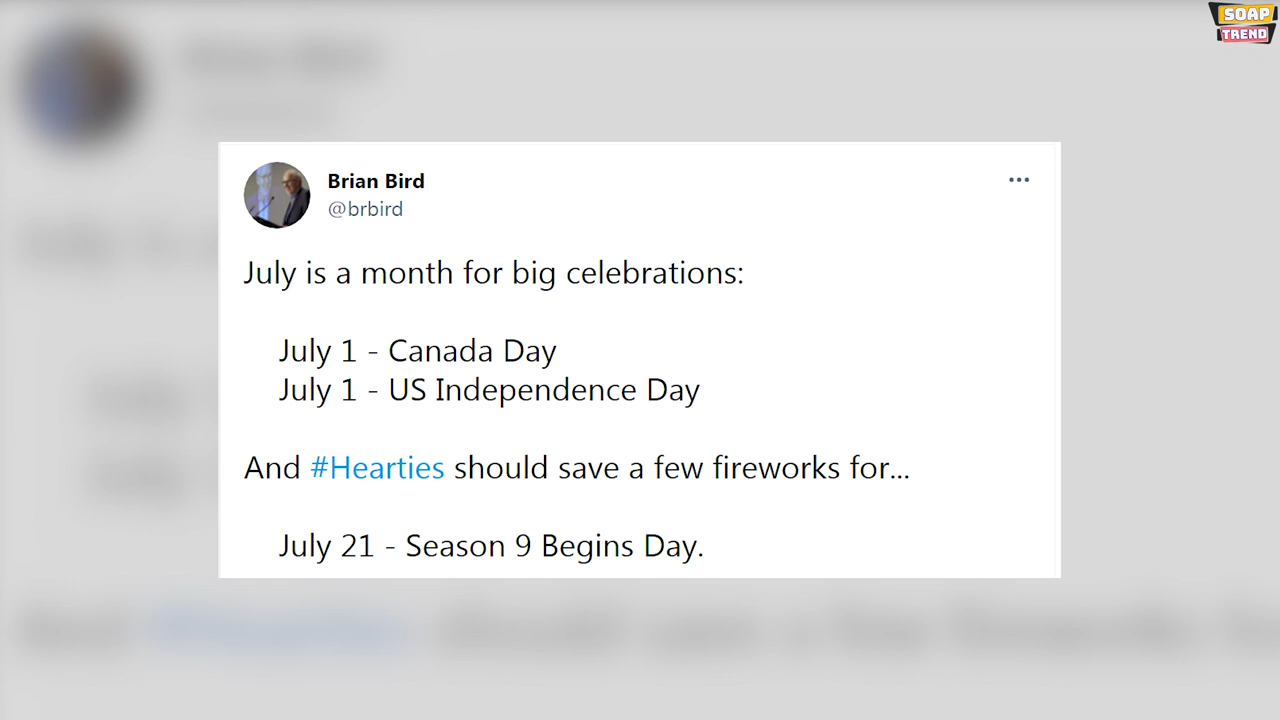 SOAP
TREND
Brian Bird
@brbird
July is a month for big celebrations:
July 1 - Canada Day
July 1 - US Independence Day
And #Hearties should save a few fireworks for...
July 21 - Season 9 Begins Day.